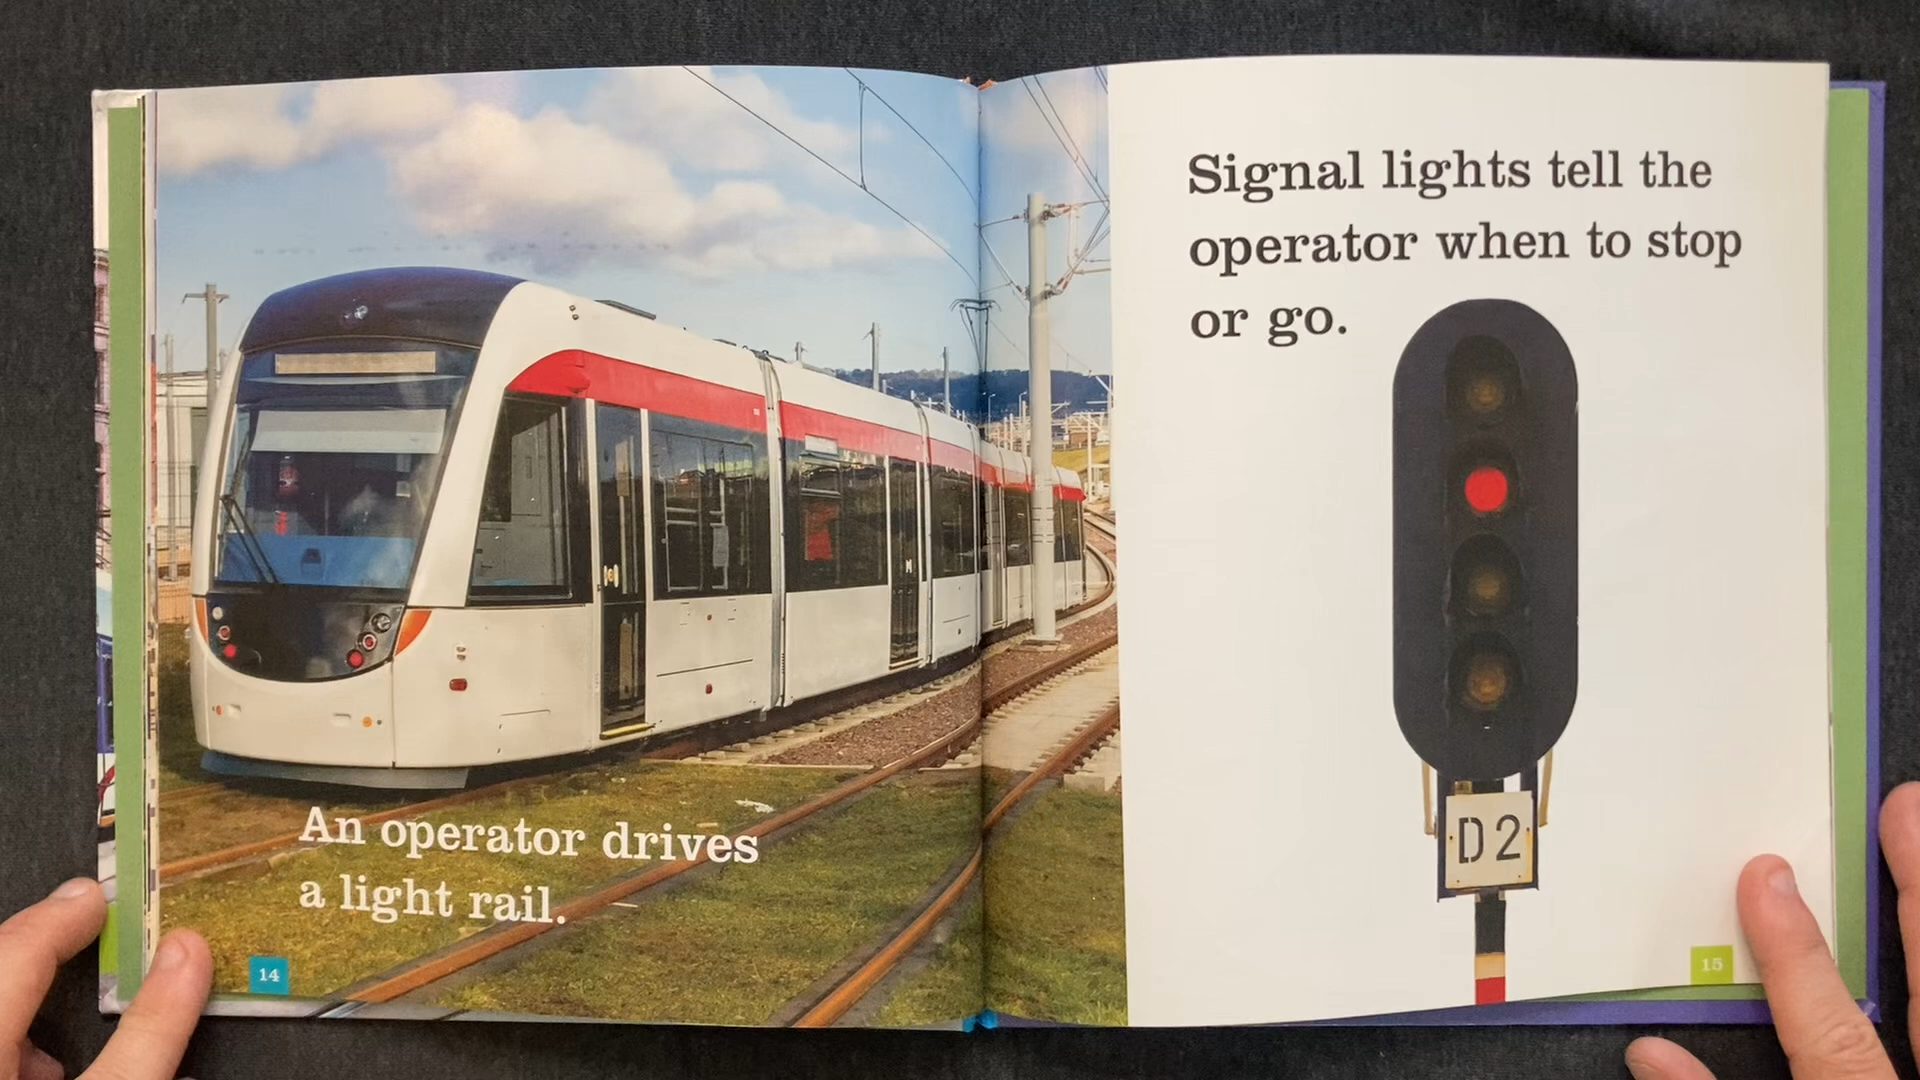 An operator drives
a light rail.
14
Signal lights tell the
operator when to stop
or go.
D2
15